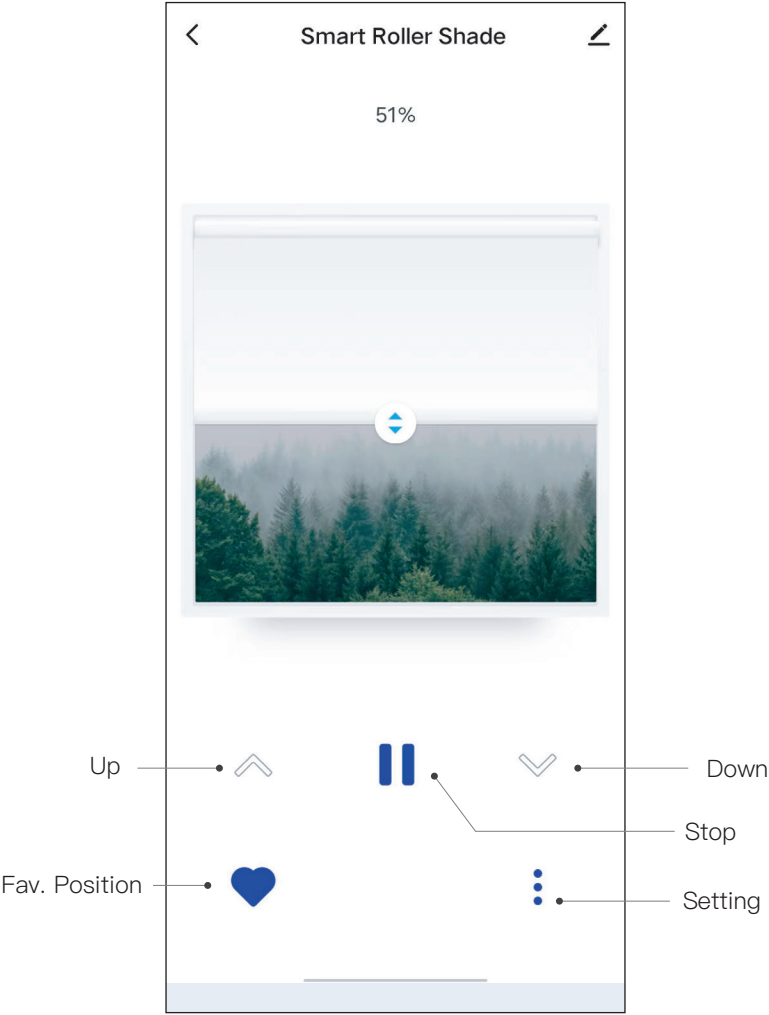 Smart Roller Shade
51%
Up
Down
Stop
Fav. Position
Setting